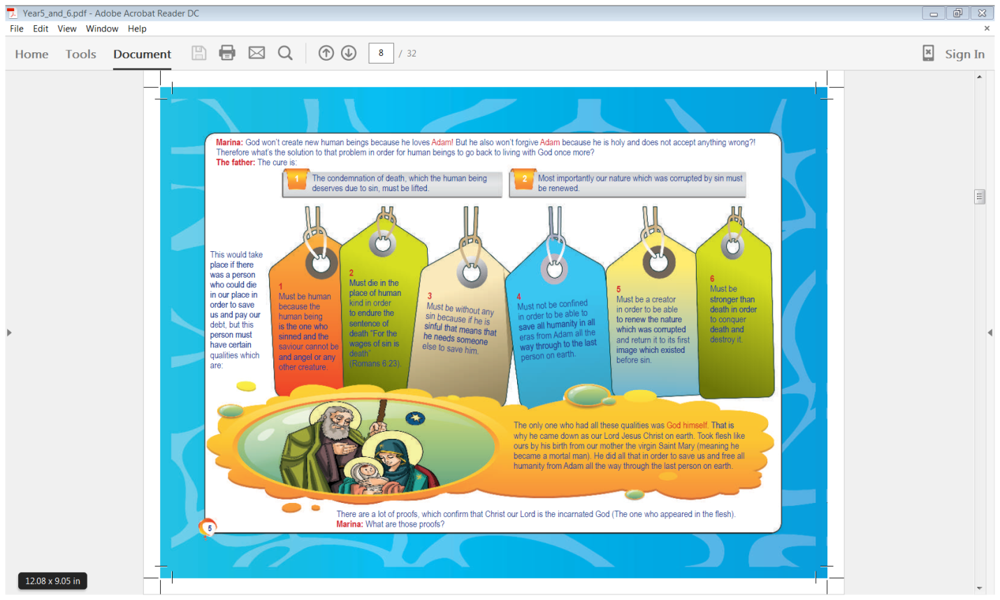 Year5_and_6.pdf - Adobe Acrobat Reader DC
File Edit View Window Help
Home Tools Document 8 / 32 Sign In
Marina: God won't create new human beings because he loves Adam! But he also won't forgive Adam because he is holy and does not accept anything wrong?!
Therefore what's the solution to that problem in order for human beings to go back to living with God once more?
The father: The cure is:
1
The condemnation of death, which the human being
deserves due to sin, must be lifted.
2
Most importantly our nature which was corrupted by sin must
be renewed.
This would take
place if there
was a person
who could die
in our place in
order to save
us and pay our
debt, but this
person must
have certain
qualities which
are:
1
Must be human
because the
human being
is the one who
sinned and the
saviour cannot be
and angel or any
other creature.
2
Must die in the
place of human
kind in order
to endure the
sentence of
death "For the
wages of sin is
death"
(Romans 6:23).
3
Must be without any
sin because if he is
sinful that means that
he needs someone
else to save him.
4
Must not be confined
in order to be able to
save all humanity in all
eras from Adam all the
way through to the last
person on earth.
5
Must be a creator
in order to be able
to renew the nature
which was corrupted
and return it to its first
image which existed
before sin.
6
Must be
stronger than
death in order
to conquer
death and
destroy it.
The only one who had all these qualities was God himself. That is
why he came down as our Lord Jesus Christ on earth. Took flesh like
ours by his birth from our mother the virgin Saint Mary (meaning he
became a mortal man). He did all that in order to save us and free all
humanity from Adam all the way through the last person on earth.
There are a lot of proofs, which confirm that Christ our Lord is the incarnated God (The one who appeared in the flesh).
Marina: What are those proofs?
5
12.08 x 9.05 in